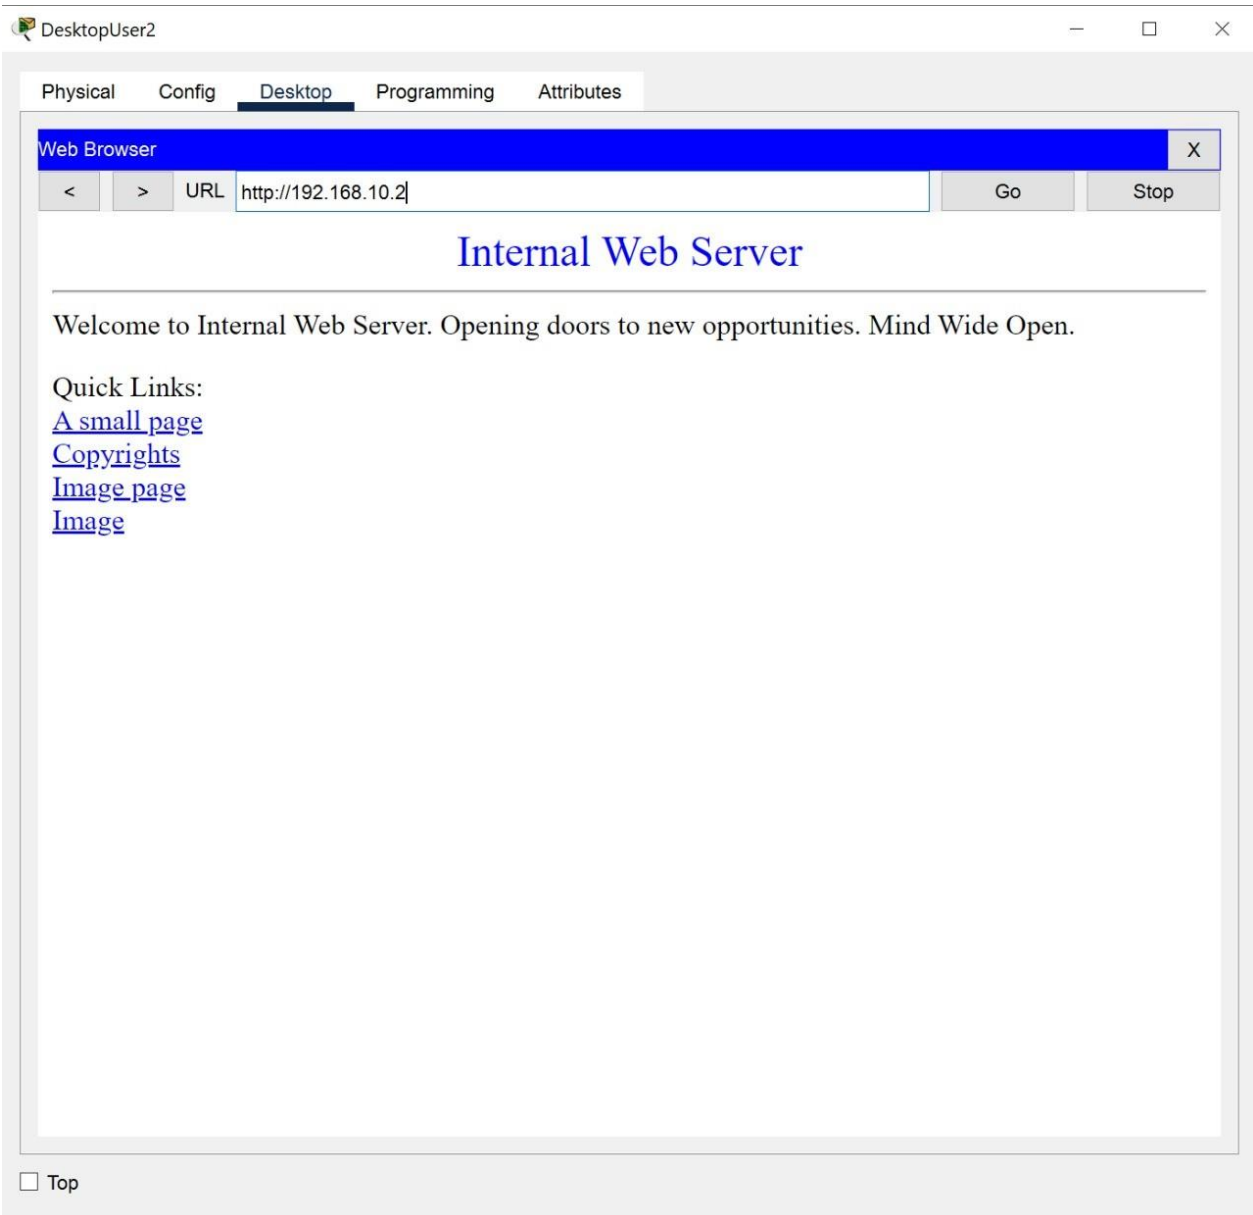 DesktopUser2
Physical Config Desktop Programming Attributes
Web Browser X
< > URL http://192.168.10.2 Go Stop
Internal Web Server
Welcome to Internal Web Server. Opening doors to new opportunities. Mind Wide Open.
Quick Links:
A small page
Copyrights
Image page
Image
Top